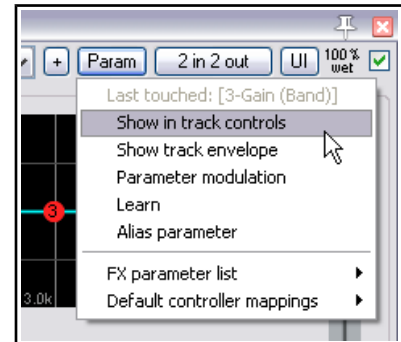 + Param 2 in 2 out UI 100% wet
Last touched: [3-Gain (Band)]
Show in track controls
Show track envelope
Parameter modulation
Learn
Alias parameter
FX parameter list
Default controller mappings
3
3.0k